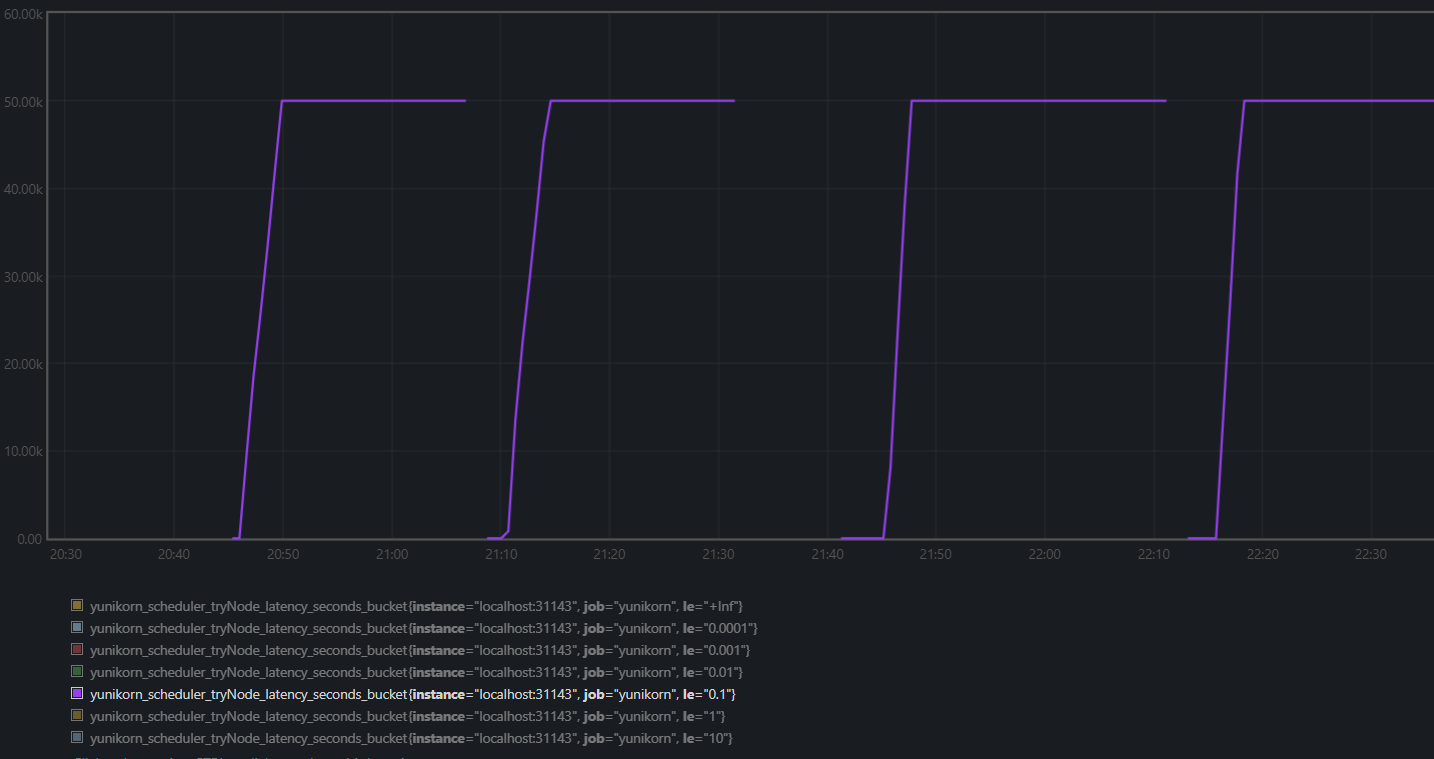 60.00k
50.00k
40.00k
30.00k
20.00k
10.00k
0.00
20:30 20:40 20:50 21:00 21:10 21:20 21:30 21:40 21:50 22:00 22:10 22:20 22:30
yunikorn_scheduler_tryNode_latency_seconds_bucket{instance="localhost:31143", job="yunikorn", le="+Inf"}
yunikorn_scheduler_tryNode_latency_seconds_bucket{instance="localhost:31143", job="yunikorn", le="0.0001"}
yunikorn_scheduler_tryNode_latency_seconds_bucket{instance="localhost:31143", job="yunikorn", le="0.001"}
yunikorn_scheduler_tryNode_latency_seconds_bucket{instance="localhost:31143", job="yunikorn", le="0.01"}
yunikorn_scheduler_tryNode_latency_seconds_bucket{instance="localhost:31143", job="yunikorn", le="0.1"}
yunikorn_scheduler_tryNode_latency_seconds_bucket{instance="localhost:31143", job="yunikorn", le="1"}
yunikorn_scheduler_tryNode_latency_seconds_bucket{instance="localhost:31143", job="yunikorn", le="10"}